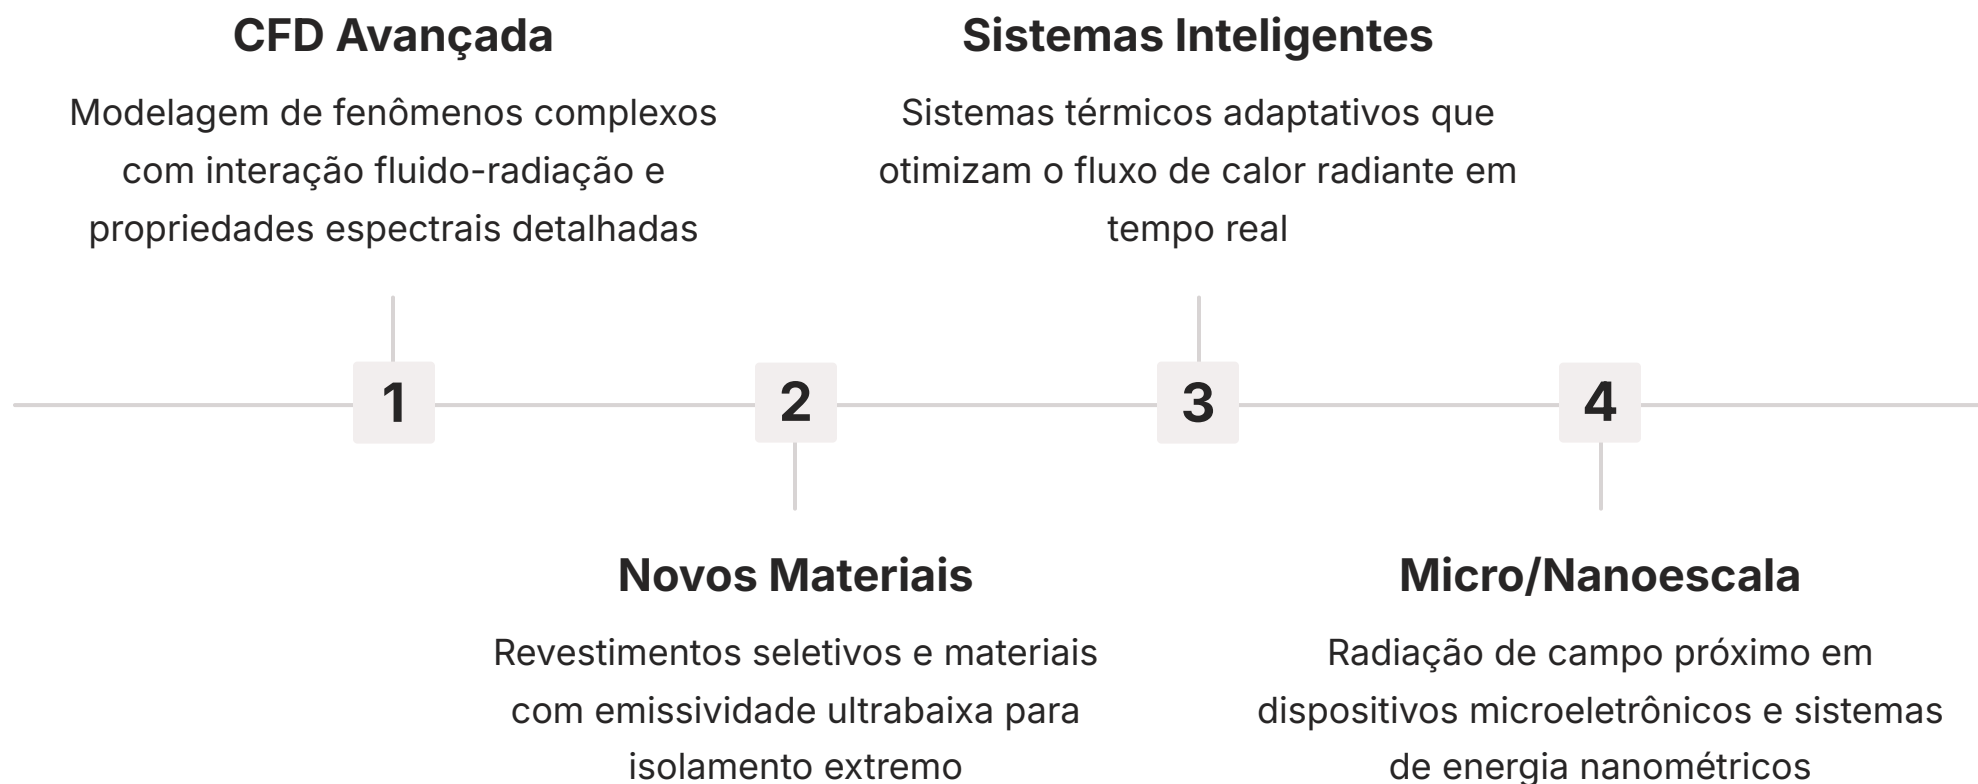 CFD Avançada
Modelagem de fenômenos complexos
com interação fluido-radiação e
propriedades espectrais detalhadas
Sistemas Inteligentes
Sistemas térmicos adaptativos que
otimizam o fluxo de calor radiante em
tempo real
1
2
3
4
Novos Materiais
Revestimentos seletivos e materiais
com emissividade ultrabaixa para
isolamento extremo
Micro/Nanoescala
Radiação de campo próximo em
dispositivos microeletrônicos e sistemas
de energia nanométricos